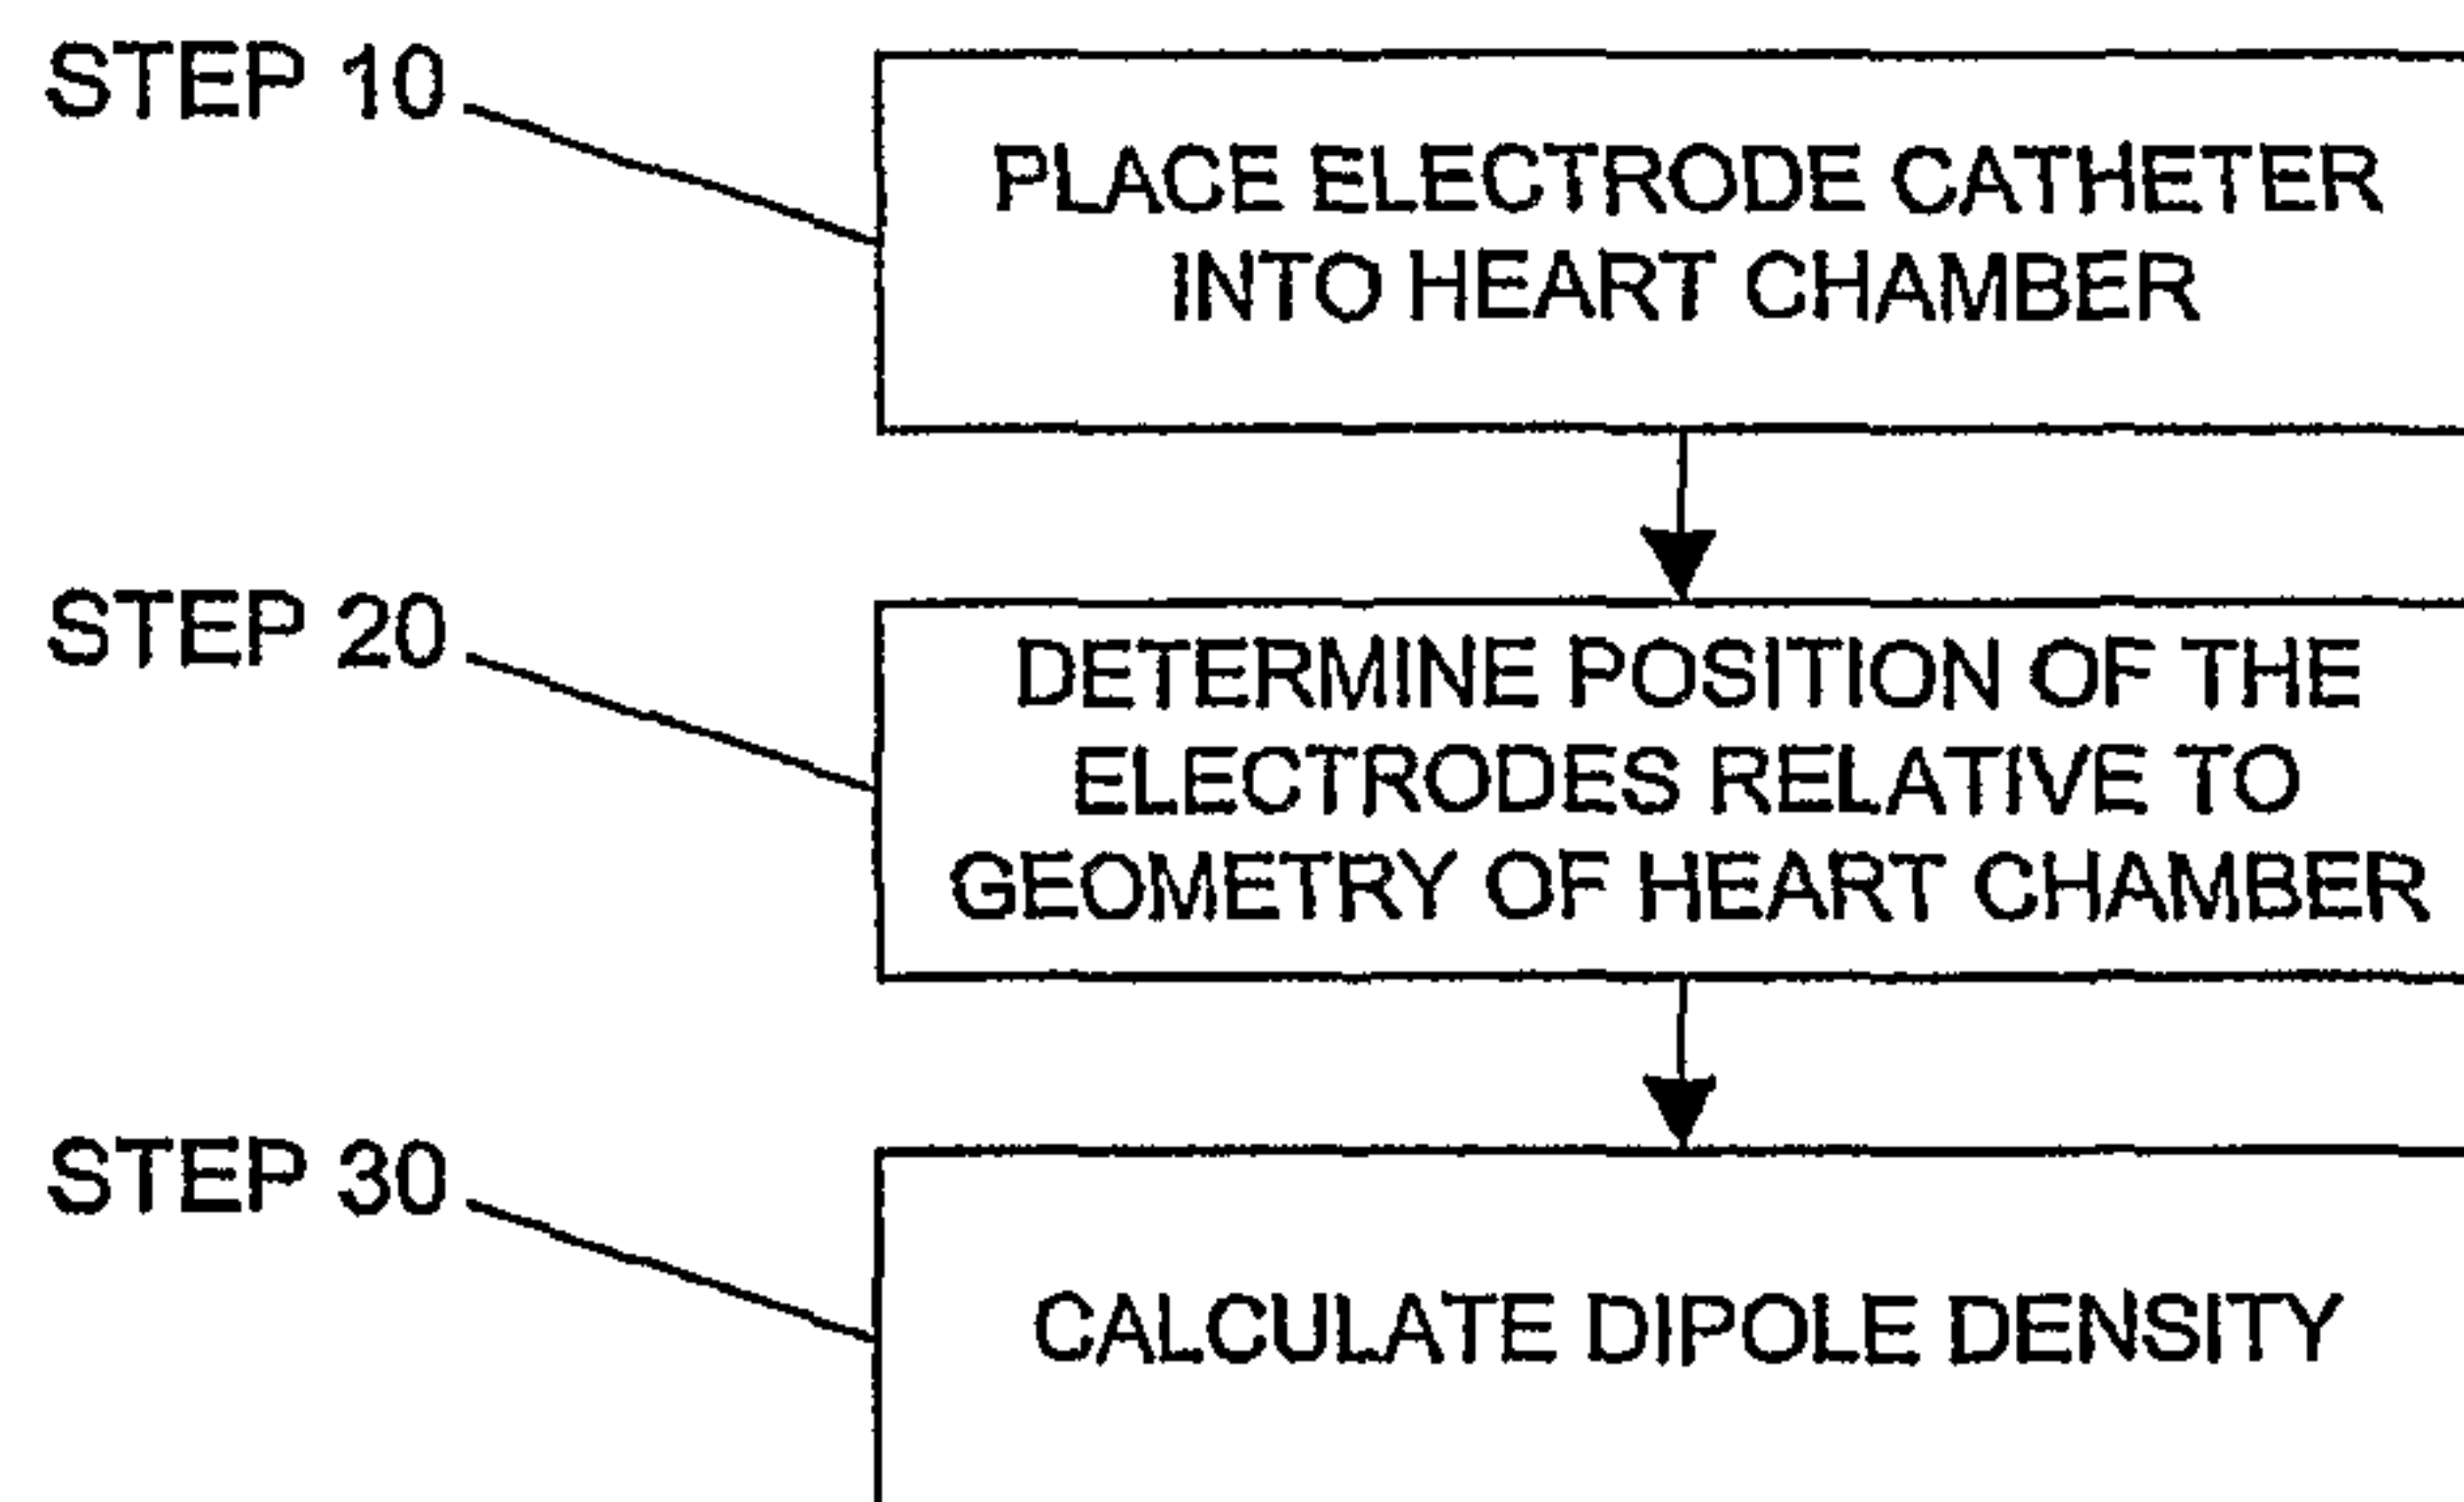 STEP 10
PLACE ELECTRODE CATHETER
INTO HEART CHAMBER
STEP 20
DETERMINE POSITION OF THE
ELECTRODES RELATIVE TO
GEOMETRY OF HEART CHAMBER
STEP 30
CALCULATE DIPOLE DENSITY